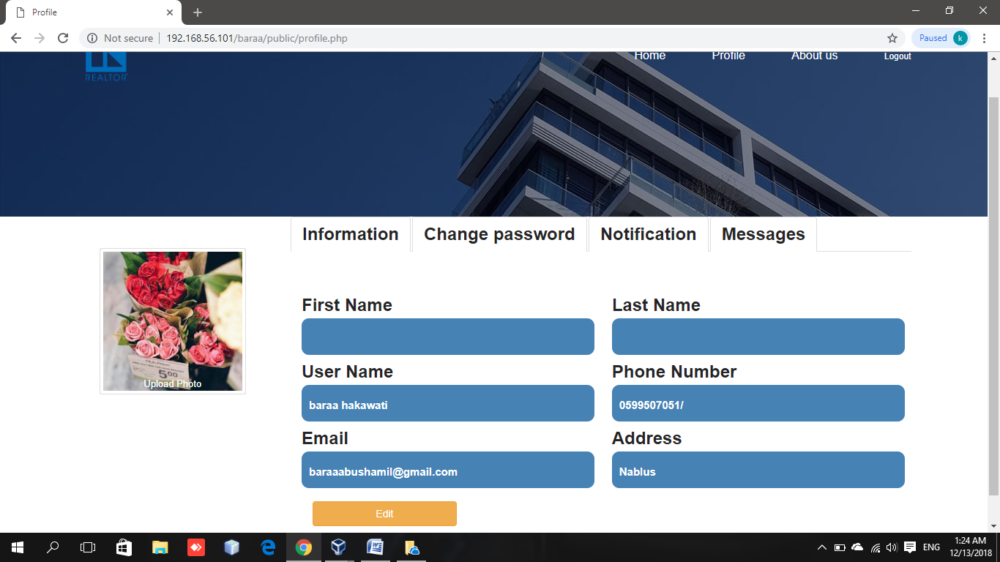 Profile
Not secure
192.168.56.101/baraa/public/profile.php
Paused
k
REALTOR
Home
Profile
About us
Logout
Information
Change password
Notification
Messages
5.00
Upload Photo
First Name
Last Name
User Name
Phone Number
baraa hakawati
0599507051/
Email
Address
baraaabushamil@gmail.com
Nablus
Edit
ENG
1:24 AM
12/13/2018